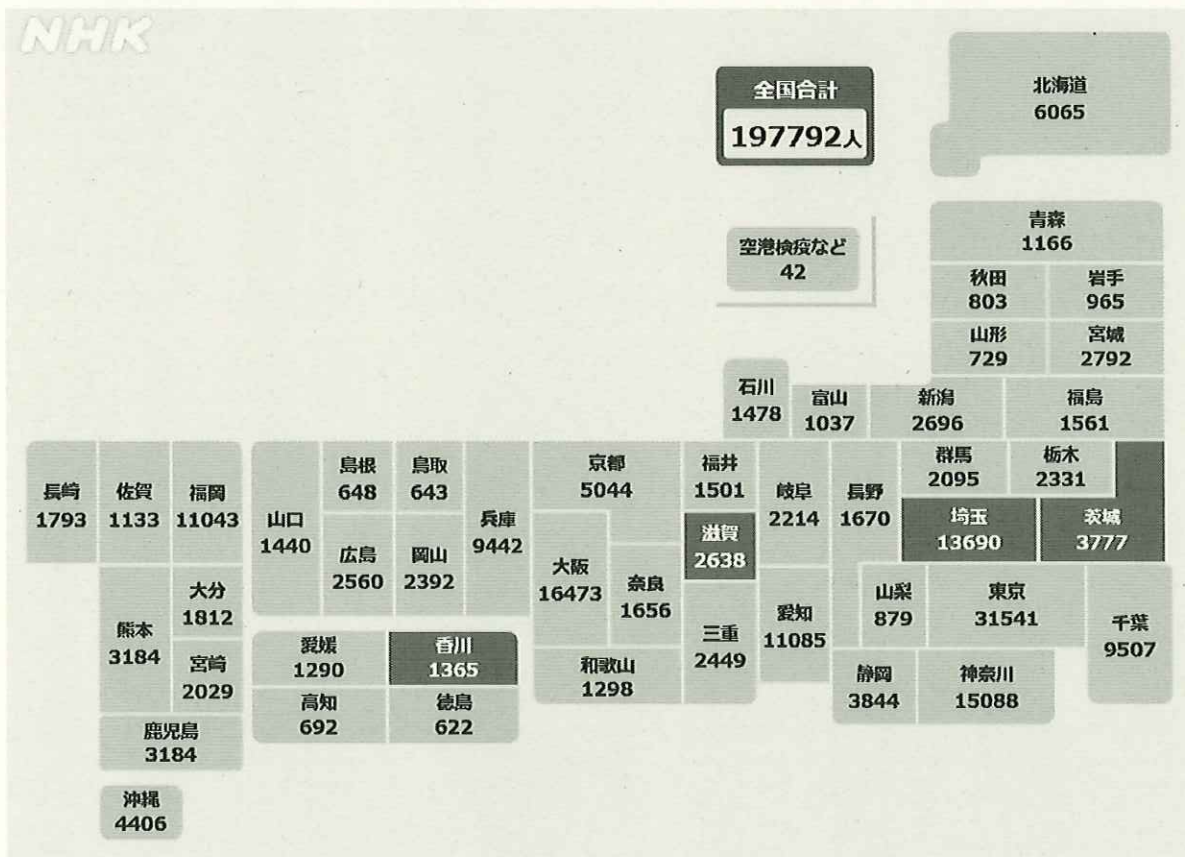 NHK
全国合計
197792人
北海道
6065
空港検疫など
42
青森
1166
秋田
803
岩手
965
山形
729
宮城
2792
石川
1478
富山
1037
新潟
2696
福島
1561
長崎
1793
佐賀
1133
福岡
11043
山口
1440
島根
648
鳥取
643
兵庫
9442
京都
5044
福井
1501
岐阜
2214
長野
1670
群馬
2095
栃木
2331
滋賀
2638
埼玉
13690
茨城
3777
広島
2560
岡山
2392
大阪
16473
奈良
1656
大分
1812
熊本
3184
宮崎
2029
愛媛
1290
香川
1365
和歌山
1298
三重
2449
愛知
11085
山梨
879
東京
31541
千葉
9507
高知
692
徳島
622
静岡
3844
神奈川
15088
鹿児島
3184
沖縄
4406